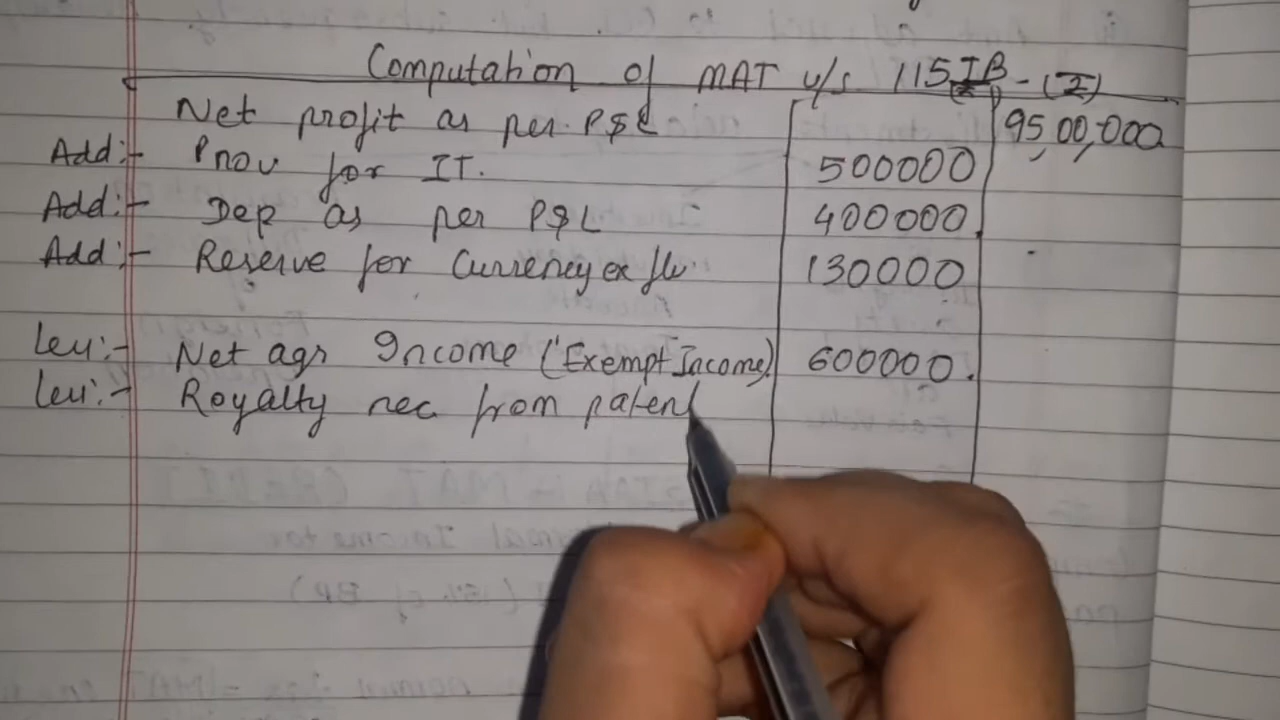 Computation of MAT u/s. 115JB - (I)
Net profit as per P&L 95,00,000
Add:- Prov for IT. 500000
Add:- Dep as per P&L 400000.
Add:- Reserve for Currency ex flu. 130000
Less:- Net agr Income (Exempt Income) 600000.
Less:- Royalty rec from patent